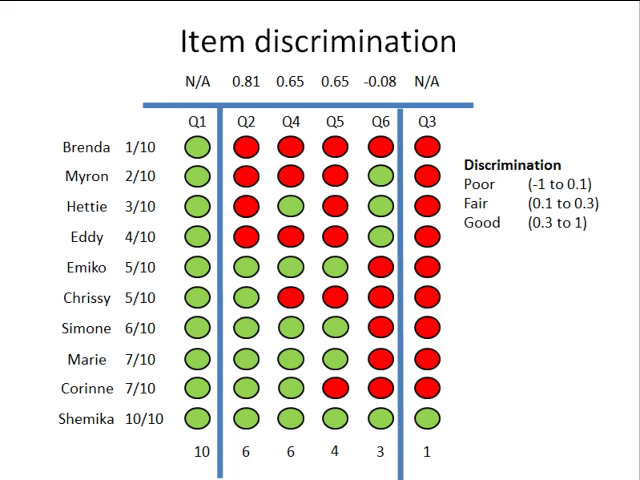 Item discrimination
N/A 0.81 0.65 0.65 -0.08 N/A
Q1 Q2 Q4 Q5 Q6 Q3
Brenda 1/10
Myron 2/10
Hettie 3/10
Eddy 4/10
Emiko 5/10
Chrissy 5/10
Simone 6/10
Marie 7/10
Corinne 7/10
Shemika 10/10
10 6 6 4 3 1
Discrimination
Poor (-1 to 0.1)
Fair (0.1 to 0.3)
Good (0.3 to 1)